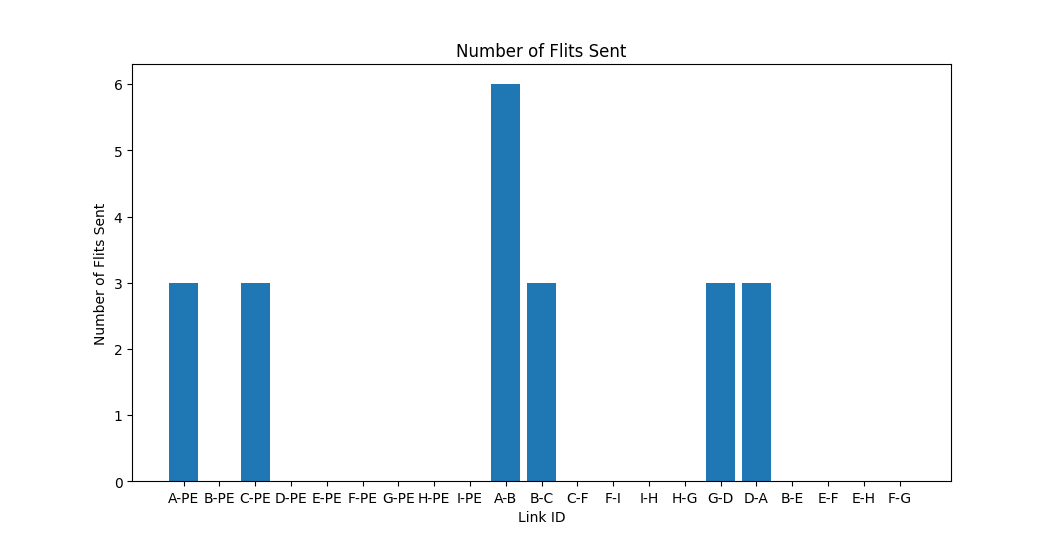 Number of Flits Sent
Number of Flits Sent
6
5
4
3
2
1
0
A-PE B-PE C-PE D-PE E-PE F-PE G-PE H-PE I-PE A-B B-C C-F F-I I-H H-G G-D D-A B-E E-F E-H F-G
Link ID